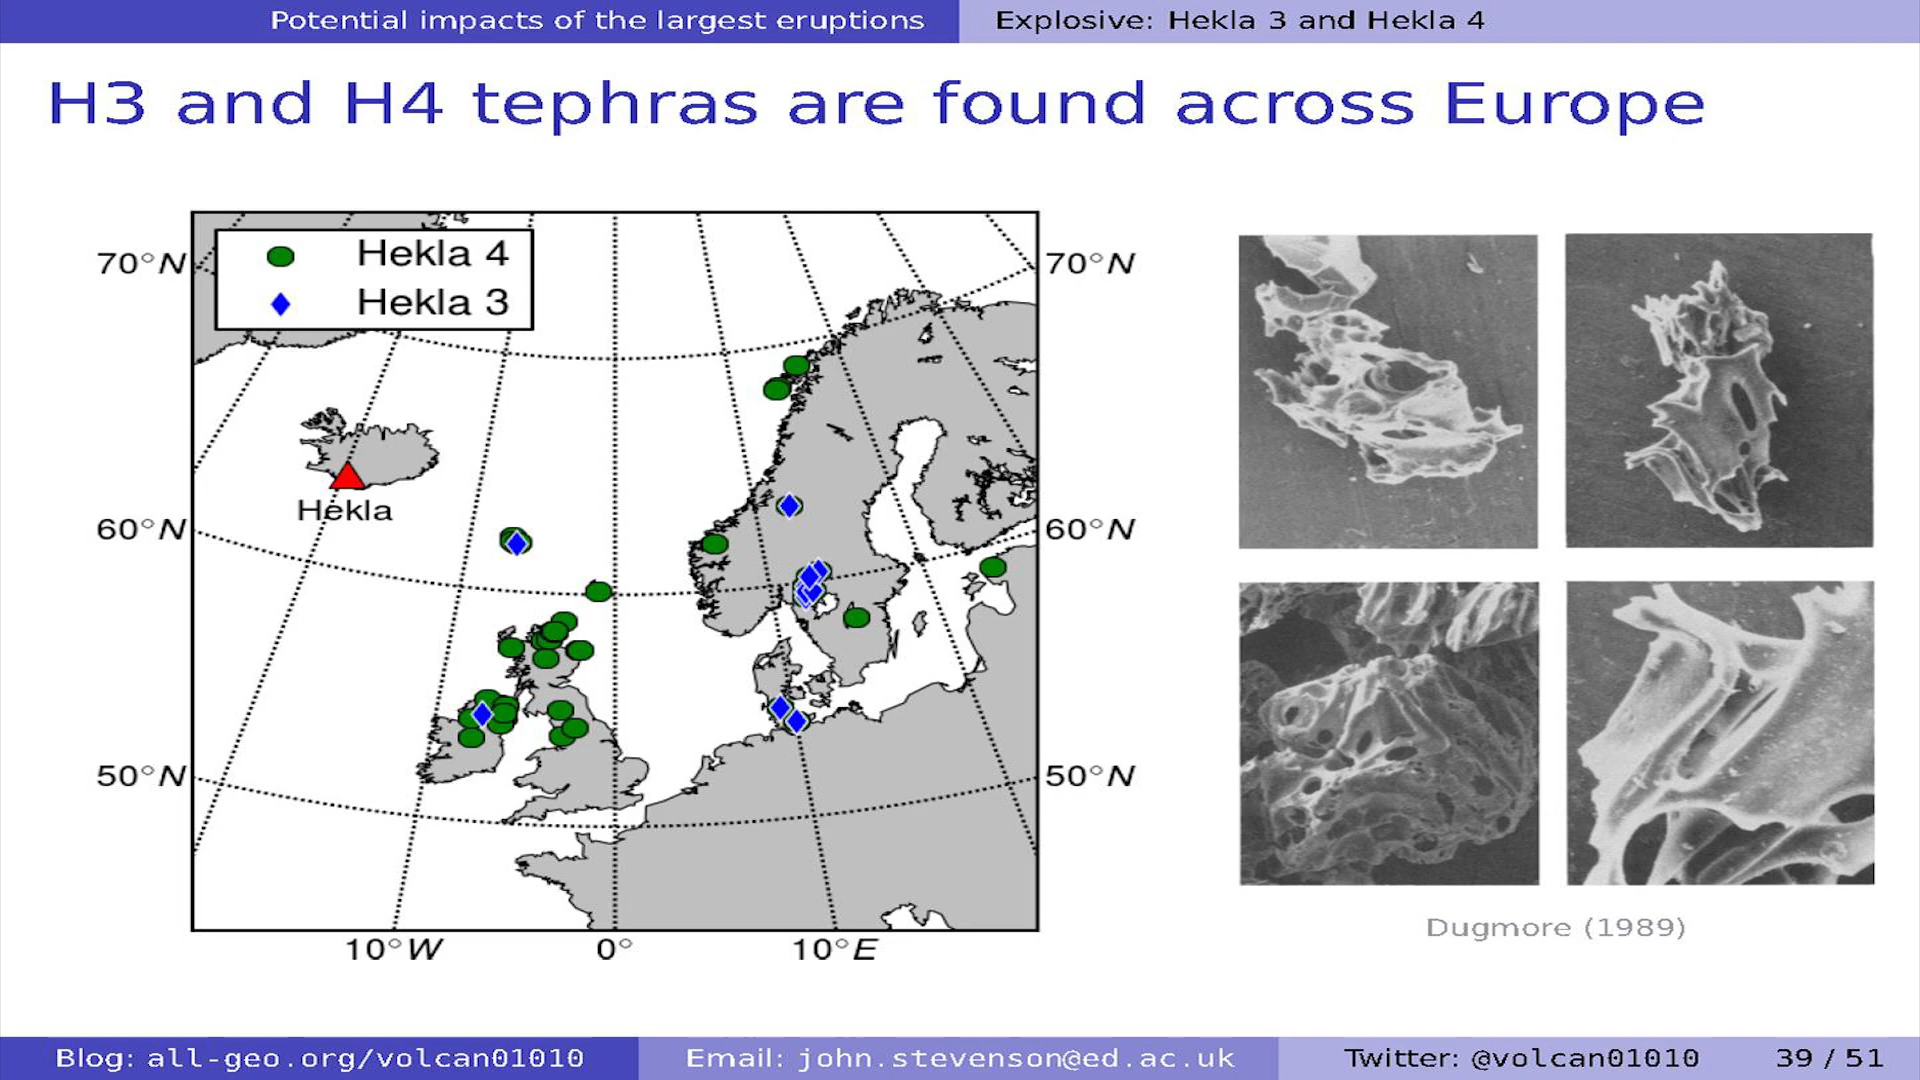 Potential impacts of the largest eruptions
Explosive: Hekla 3 and Hekla 4
H3 and H4 tephras are found across Europe
Hekla 4
Hekla 3
70°N
70°N
Hekla
60°N
60°N
50°N
50°N
10°W
0°
10°E
Dugmore (1989)
Blog: all-geo.org/volcan01010
Email: john.stevenson@ed.ac.uk
Twitter: @volcan01010
39 / 51